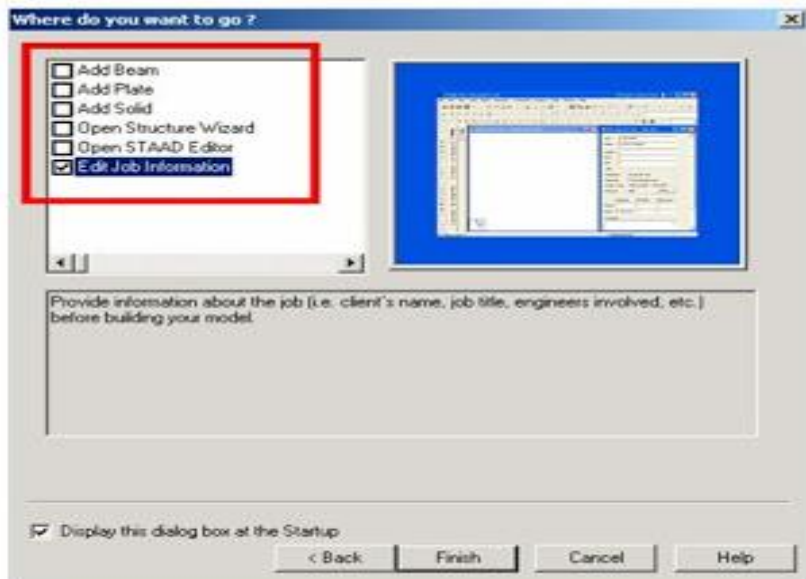 Where do you want to go ?
Add Beam
Add Plate
Add Solid
Open Structure Wizard
Open STAAD Editor
Edit Job Information
Provide information about the job (i.e. client's name, job title, engineers involved, etc.)
before building your model.
Display this dialog box at the Startup
< Back
Finish
Cancel
Help